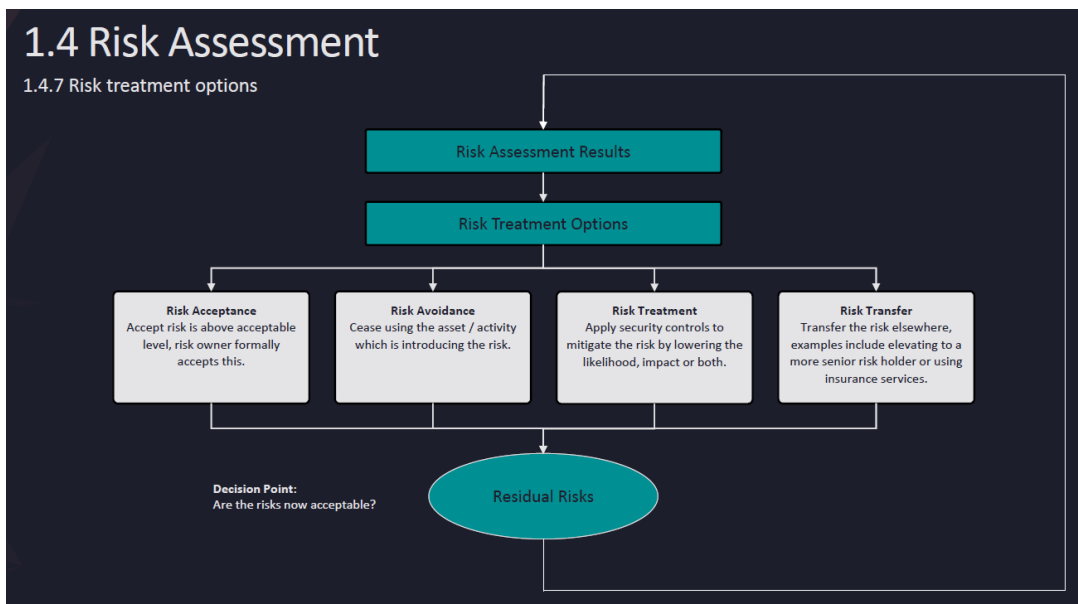 1.4 Risk Assessment
1.4.7 Risk treatment options
Risk Assessment Results
Risk Treatment Options
Risk Acceptance
Accept risk is above acceptable
level, risk owner formally
accepts this.
Risk Avoidance
Cease using the asset / activity
which is introducing the risk.
Risk Treatment
Apply security controls to
mitigate the risk by lowering the
likelihood, impact or both.
Risk Transfer
Transfer the risk elsewhere,
examples include elevating to a
more senior risk holder or using
insurance services.
Decision Point:
Are the risks now acceptable?
Residual Risks